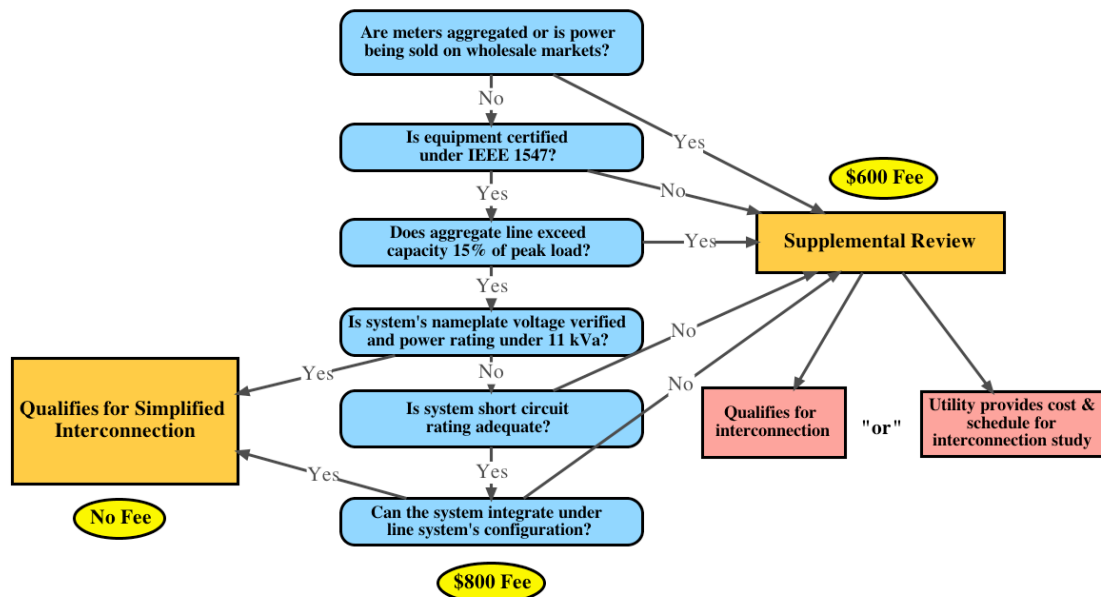 Are meters aggregated or is power
being sold on wholesale markets?
No
Yes
Is equipment certified
under IEEE 1547?
$600 Fee
Yes
No
Does aggregate line exceed
capacity 15% of peak load?
Yes
Supplemental Review
Yes
Is system's nameplate voltage verified
and power rating under 11 kVa?
No
Yes
No
No
Qualifies for Simplified
Interconnection
Is system short circuit
rating adequate?
Qualifies for
interconnection
"or"
Utility provides cost &
schedule for
interconnection study
Yes
Yes
No Fee
Can the system integrate under
line system's configuration?
$800 Fee